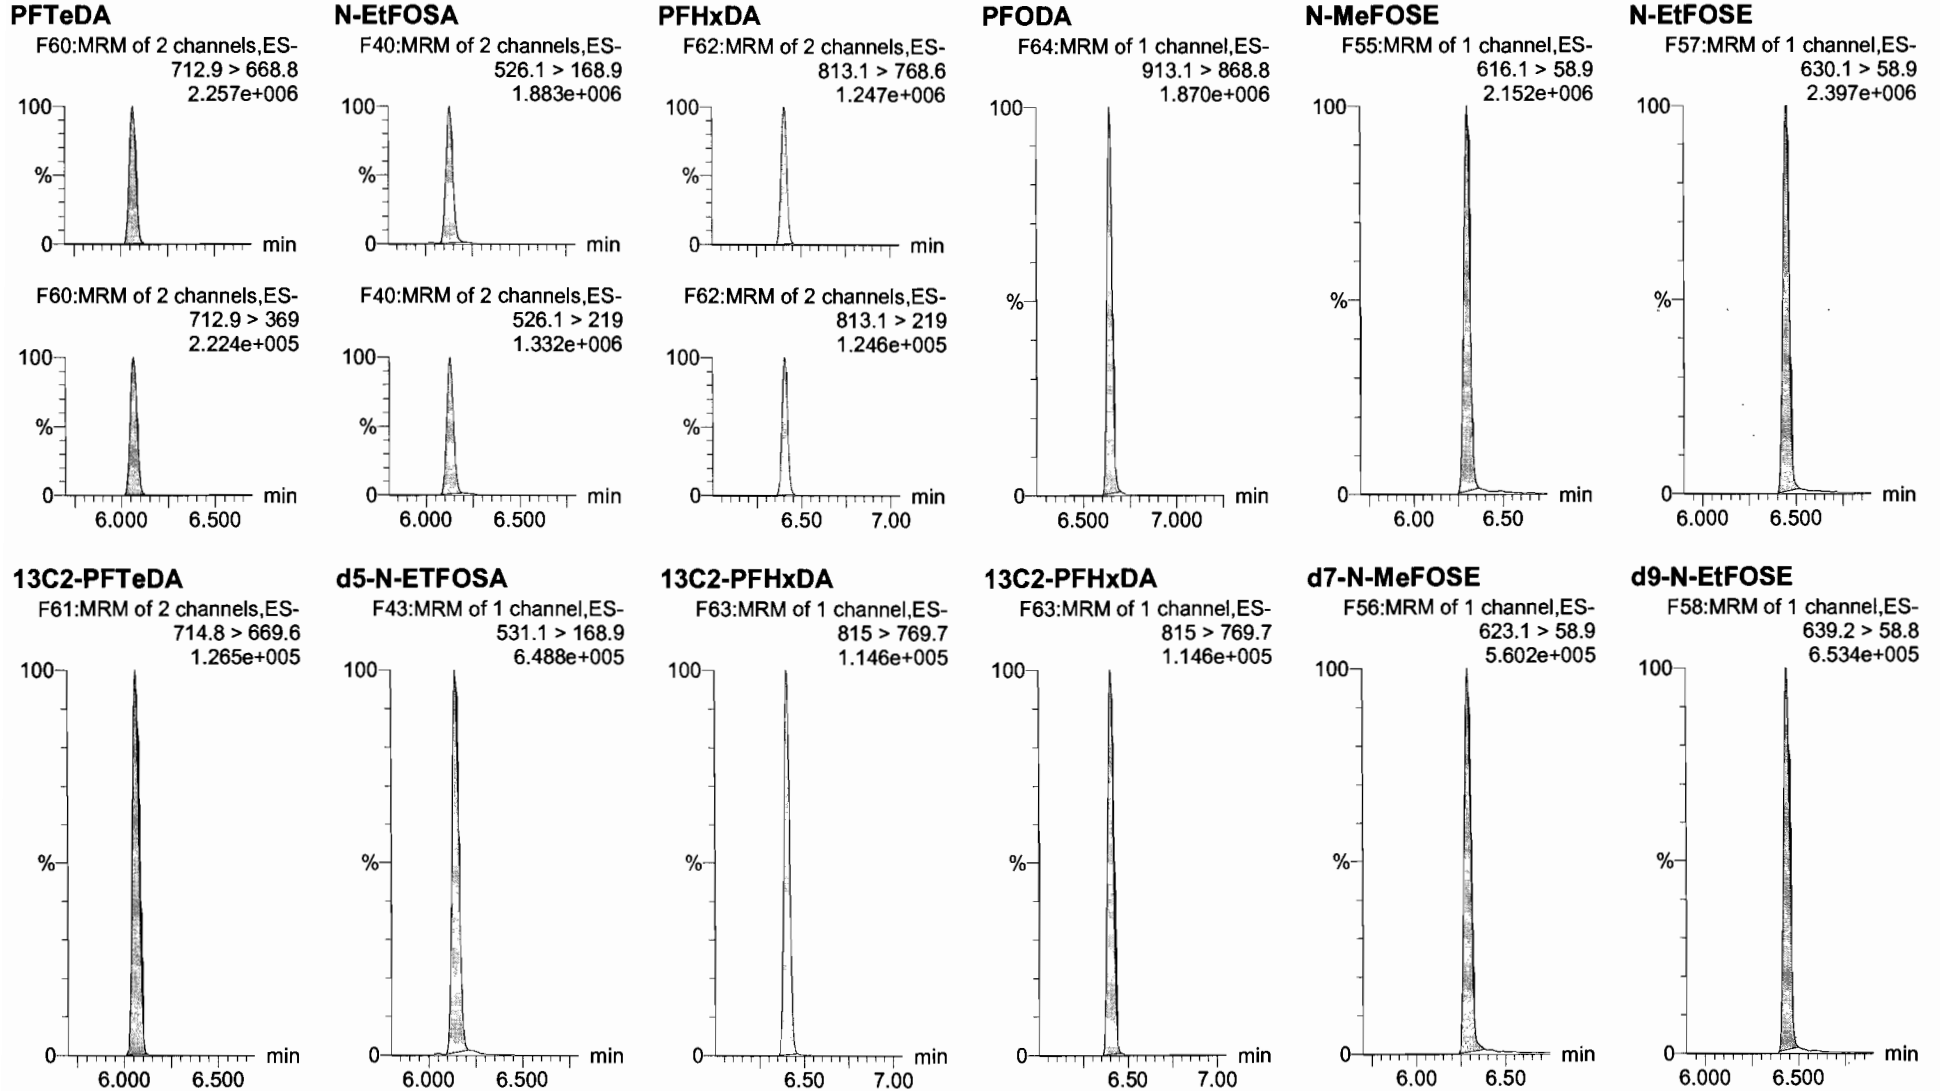 PFTeDA
F60:MRM of 2 channels,ES-
712.9 > 668.8
2.257e+006
100
%
0
min
F60:MRM of 2 channels,ES-
712.9 > 369
2.224e+005
100
%
0
min
6.000 6.500
N-EtFOSA
F40:MRM of 2 channels,ES-
526.1 > 168.9
1.883e+006
100
%
0
min
F40:MRM of 2 channels,ES-
526.1 > 219
1.332e+006
100
%
0
min
6.000 6.500
PFHxDA
F62:MRM of 2 channels,ES-
813.1 > 768.6
1.247e+006
100
%
0
min
F62:MRM of 2 channels,ES-
813.1 > 219
1.246e+005
100
%
0
min
6.50 7.00
PFODA
F64:MRM of 1 channel,ES-
913.1 > 868.8
1.870e+006
100
%
0
min
6.500 7.000
N-MeFOSE
F55:MRM of 1 channel,ES-
616.1 > 58.9
2.152e+006
100
%
0
min
6.00 6.50
N-EtFOSE
F57:MRM of 1 channel,ES-
630.1 > 58.9
2.397e+006
100
%
0
min
6.000 6.500
13C2-PFTeDA
F61:MRM of 2 channels,ES-
714.8 > 669.6
1.265e+005
100
%
0
min
6.000 6.500
d5-N-ETFOSA
F43:MRM of 1 channel,ES-
531.1 > 168.9
6.488e+005
100
%
0
min
6.000 6.500
13C2-PFHxDA
F63:MRM of 1 channel,ES-
815 > 769.7
1.146e+005
100
%
0
min
6.50 7.00
13C2-PFHxDA
F63:MRM of 1 channel,ES-
815 > 769.7
1.146e+005
100
%
0
min
6.50 7.00
d7-N-MeFOSE
F56:MRM of 1 channel,ES-
623.1 > 58.9
5.602e+005
100
%
0
min
6.00 6.50
d9-N-EtFOSE
F58:MRM of 1 channel,ES-
639.2 > 58.8
6.534e+005
100
%
0
min
6.000 6.500